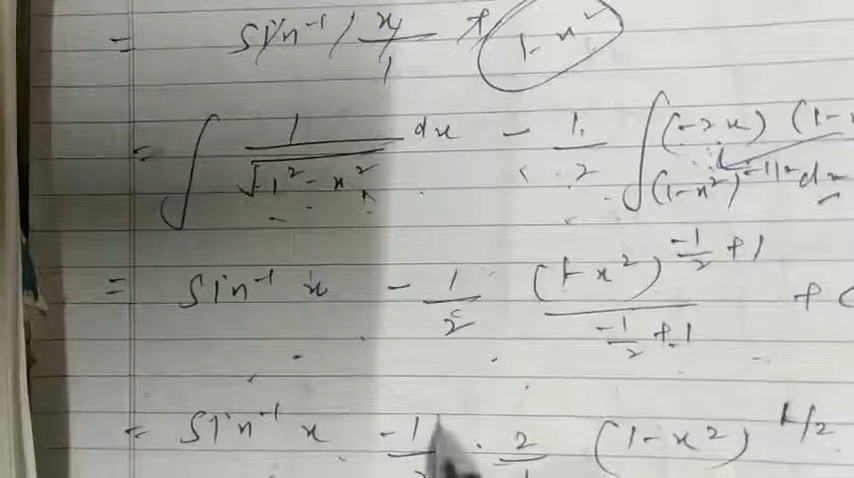 = sin⁻¹ x/1 + 1-x²
= ∫ 1/√(1²-x²) dx - 1/2 ∫ (-2x) (1-x²)^-1/2 dx
= sin⁻¹ x - 1/2 (1-x²)^(-1/2+1) / (-1/2+1) + C
= sin⁻¹ x -1/2 . 2/1 (1-x²)^1/2